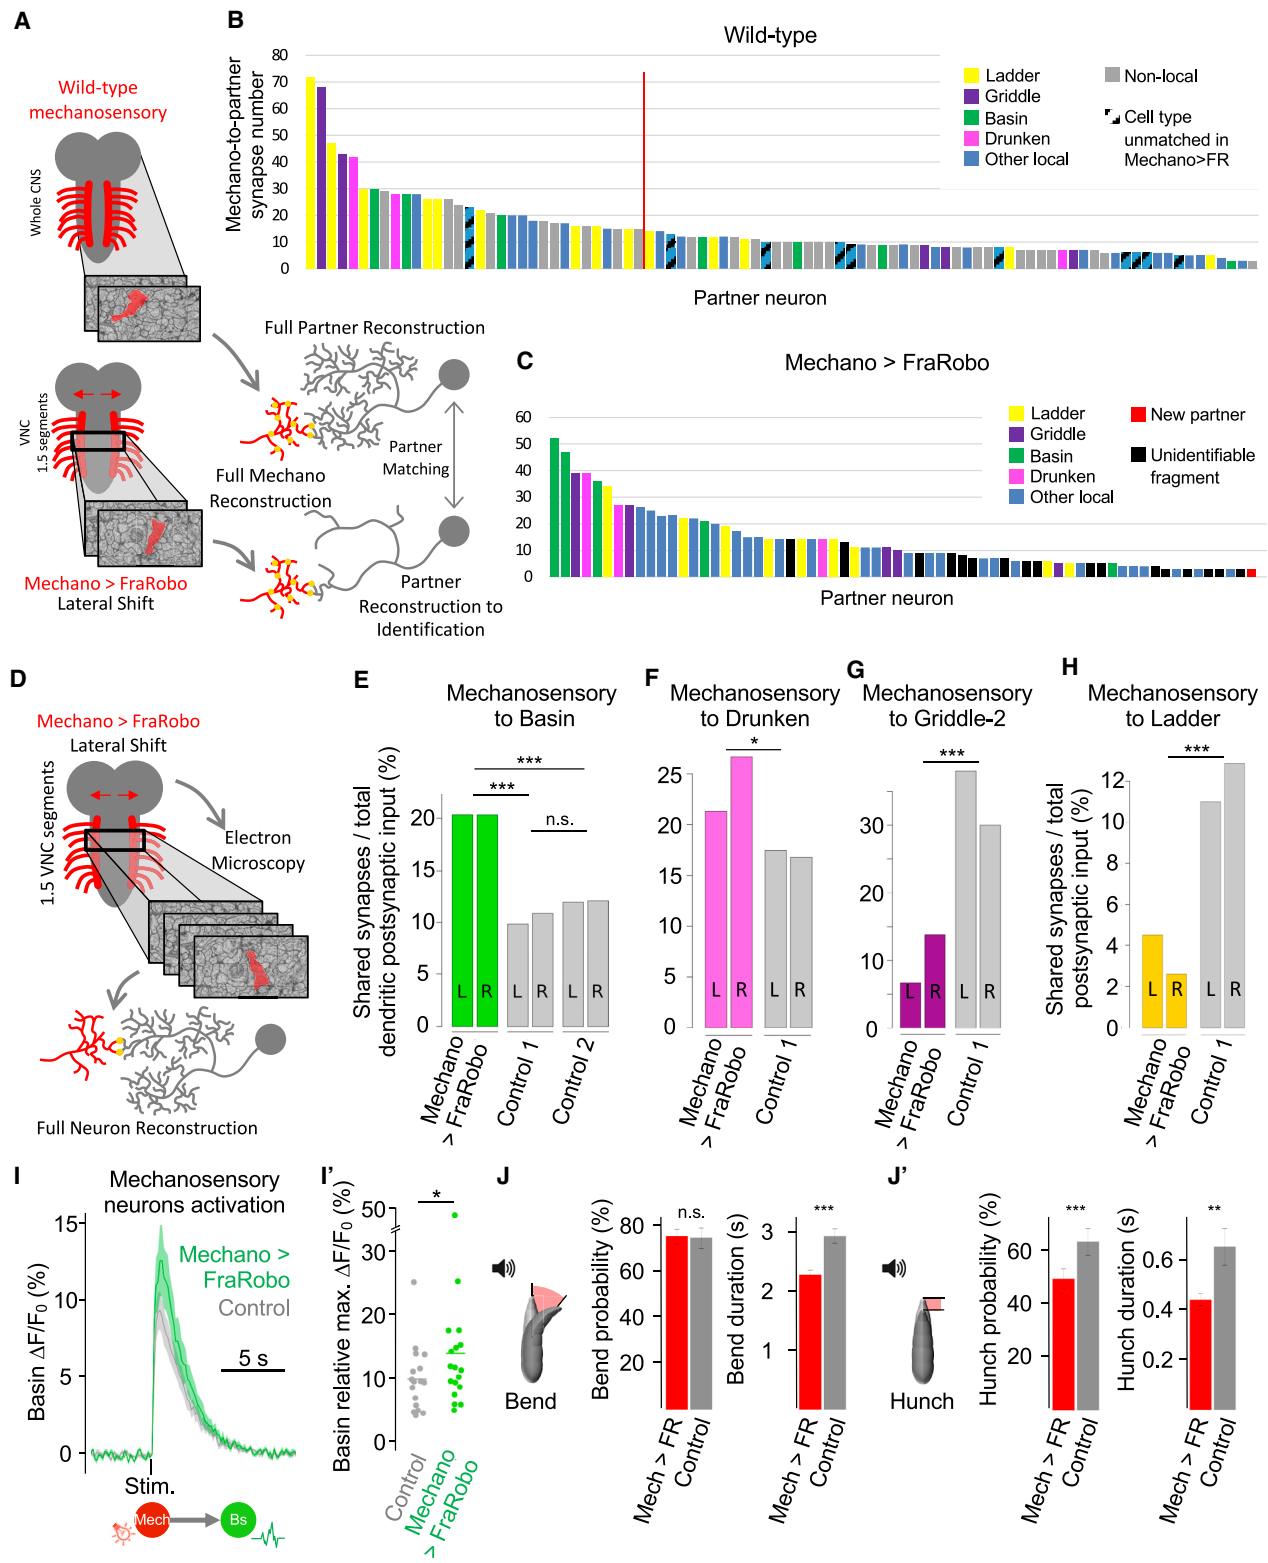 A
Wild-type
mechanosensory
Whole CNS
VNC
1.5 segments
Mechano > FraRobo
Lateral Shift
Full Partner Reconstruction
Partner
Matching
Full Mechano
Reconstruction
Partner
Reconstruction to
Identification
B
Wild-type
Mechano-to-partner
synapse number
80
70
60
50
40
30
20
10
0
Ladder
Griddle
Basin
Drunken
Other local
Non-local
Cell type
unmatched in
Mechano>FR
Partner neuron
C
Mechano > FraRobo
60
50
40
30
20
10
0
Ladder
Griddle
Basin
Drunken
Other local
New partner
Unidentifiable
fragment
Partner neuron
D
Mechano > FraRobo
Lateral Shift
1.5 VNC segments
Electron
Microscopy
Full Neuron Reconstruction
E
Mechanosensory
to Basin
Shared synapses / total
dendritic postsynaptic input (%)
20
15
10
5
0
***
***
n.s.
L
R
L
R
L
R
Mechano
> FraRobo
Control 1
Control 2
F
Mechanosensory
to Drunken
25
20
15
10
5
0
*
L
R
L
R
Mechano
> FraRobo
Control 1
G
Mechanosensory
to Griddle-2
30
20
10
0
***
L
R
L
R
Mechano
> FraRobo
Control 1
H
Mechanosensory
to Ladder
Shared synapses / total
postsynaptic input (%)
12
10
8
6
4
2
0
***
L
R
L
R
Mechano
> FraRobo
Control 1
I
Mechanosensory
neurons activation
Basin ΔF/F0 (%)
15
10
5
0
Mechano >
FraRobo
Control
5 s
Stim.
Mech
Bs
I'
Basin relative max. ΔF/F0 (%)
50
30
20
10
0
*
Control
Mechano
> FraRobo
J
Bend
Bend probability (%)
80
60
40
20
n.s.
Mech > FR
Control
Bend duration (s)
3
2
1
***
Mech > FR
Control
J'
Hunch
Hunch probability (%)
60
40
20
***
Mech > FR
Control
Hunch duration (s)
0.6
0.4
0.2
**
Mech > FR
Control